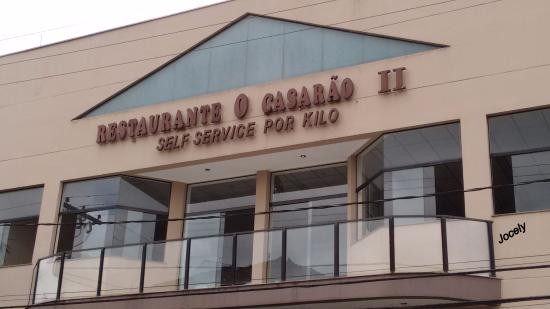 RESTAURANTE O CASARÃO II
SELF SERVICE POR KILO
Jocely